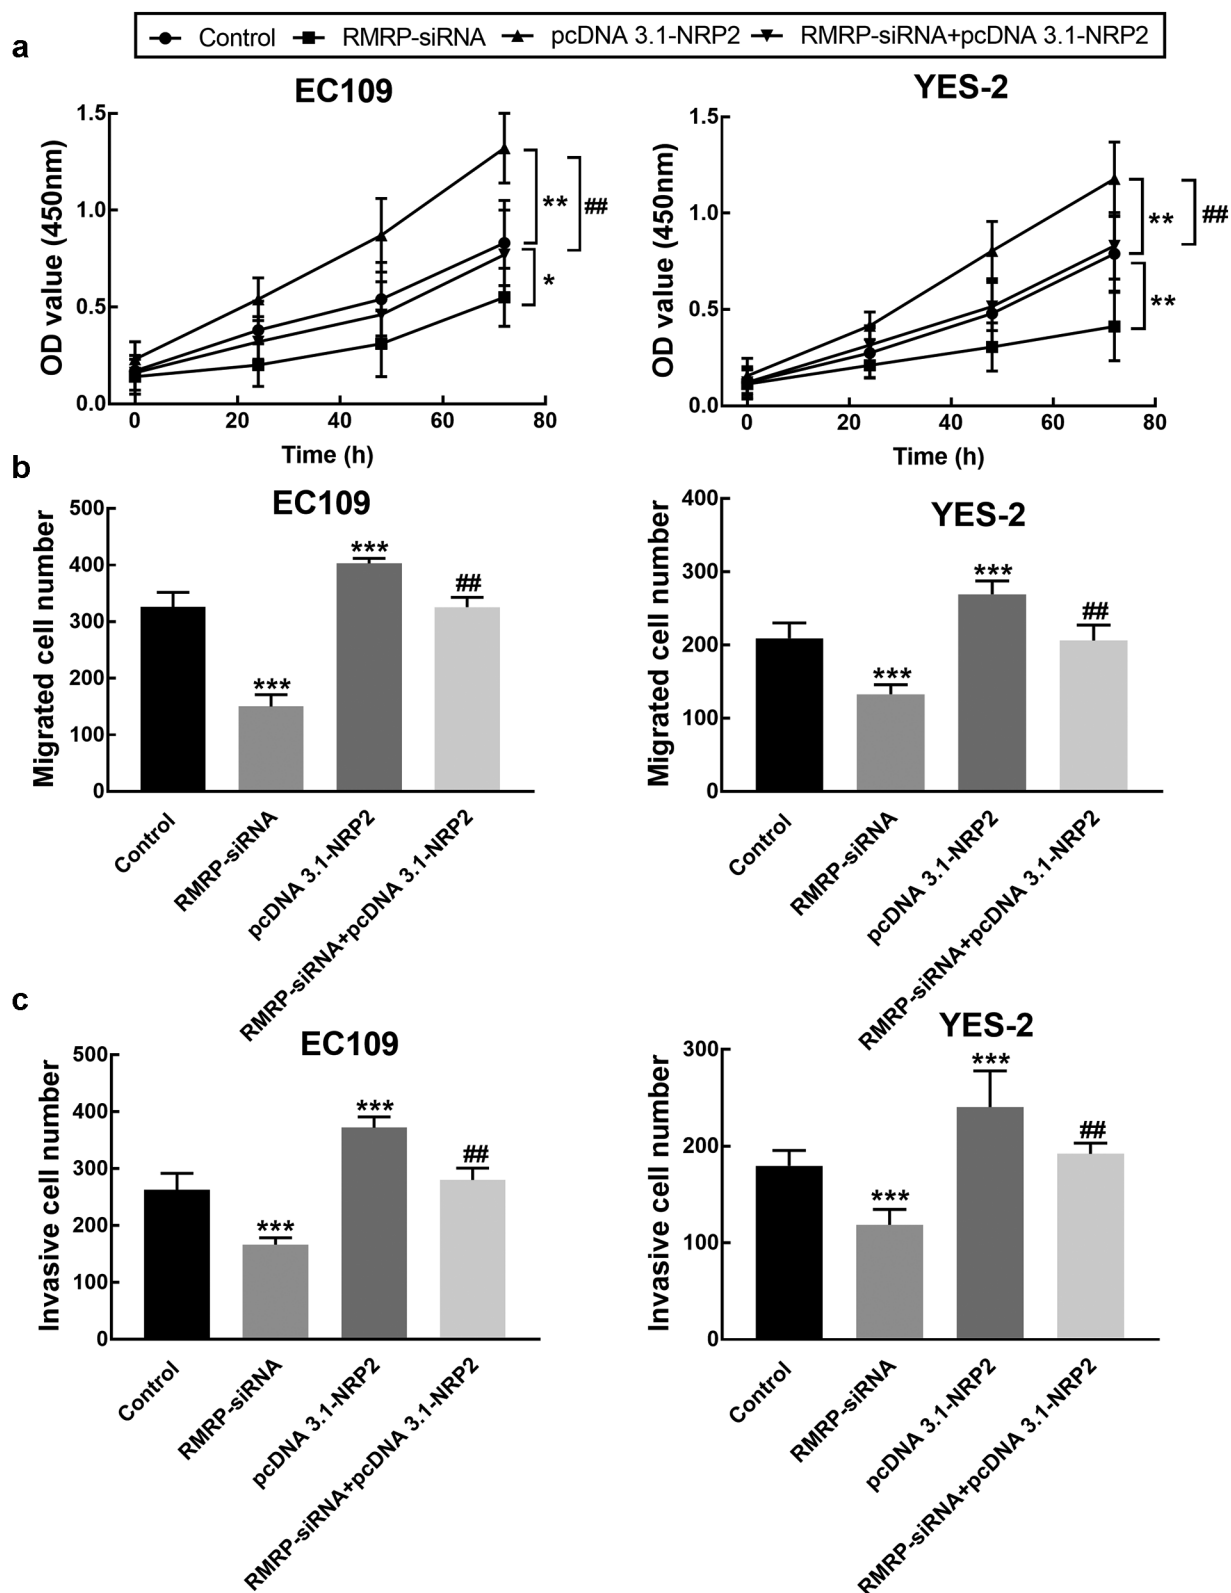 a
Control RMRP-siRNA pcDNA 3.1-NRP2 RMRP-siRNA+pcDNA 3.1-NRP2
EC109
OD value (450nm)
1.5
1.0
0.5
0.0
0 20 40 60 80
Time (h)
** ##
*
YES-2
OD value (450nm)
1.5
1.0
0.5
0.0
0 20 40 60 80
Time (h)
** ##
**
b
EC109
Migrated cell number
500
400
300
200
100
0
***
***
##
Control
RMRP-siRNA
pcDNA 3.1-NRP2
RMRP-siRNA+pcDNA 3.1-NRP2
YES-2
Migrated cell number
400
300
200
100
0
***
***
##
Control
RMRP-siRNA
pcDNA 3.1-NRP2
RMRP-siRNA+pcDNA 3.1-NRP2
c
EC109
Invasive cell number
500
400
300
200
100
0
***
***
##
Control
RMRP-siRNA
pcDNA 3.1-NRP2
RMRP-siRNA+pcDNA 3.1-NRP2
YES-2
Invasive cell number
300
200
100
0
***
***
##
Control
RMRP-siRNA
pcDNA 3.1-NRP2
RMRP-siRNA+pcDNA 3.1-NRP2